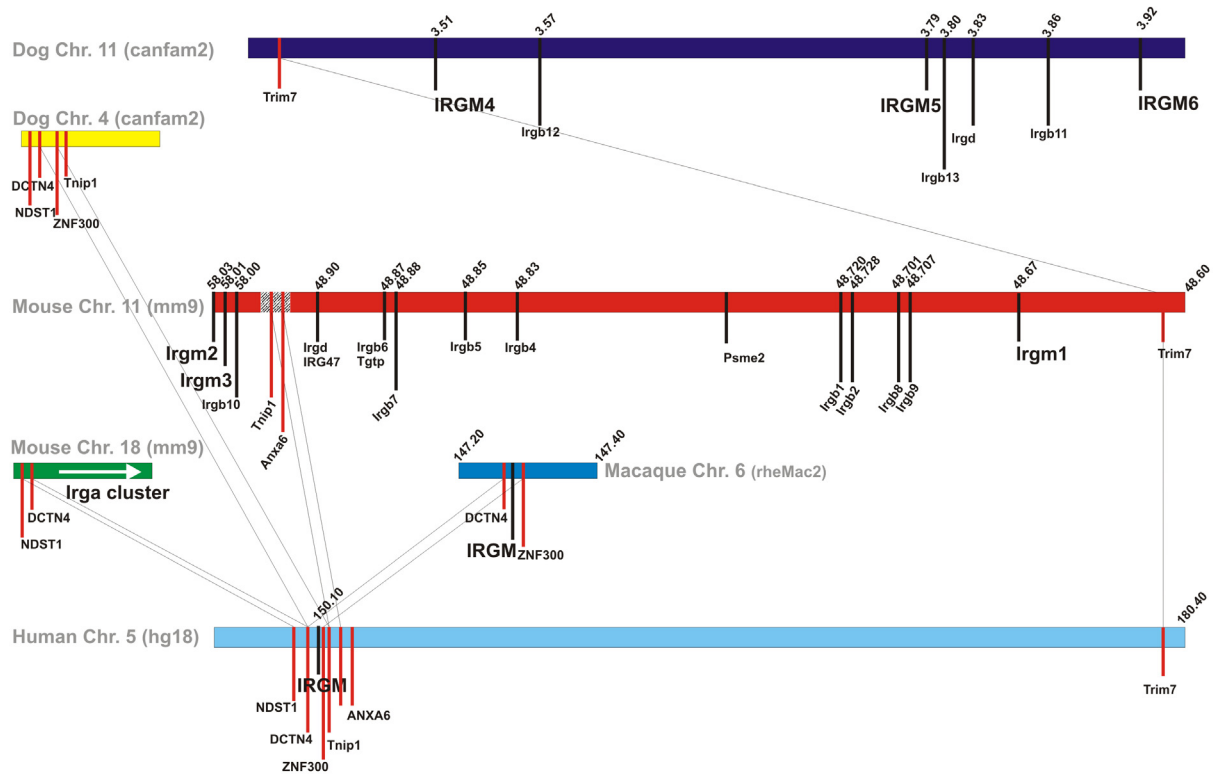 3.51
3.57
3.79
3.80
3.83
3.86
3.92
Dog Chr. 11 (canfam2)
Trim7
IRGM4
Irgb12
IRGM5
Irgb13
Irgd
Irgb11
IRGM6
Dog Chr. 4 (canfam2)
DCTN4
NDST1
Tnip1
ZNF300
58.03
58.01
58.00
48.90
48.87
48.88
48.85
48.83
48.720
48.728
48.701
48.707
48.67
48.60
Mouse Chr. 11 (mm9)
Irgm2
Irgm3
Irgb10
Tnip1
Anxa6
Irgd
IRG47
Irgb6
Tgtp
Irgb7
Irgb5
Irgb4
Psme2
Irgb1
Irgb2
Irgb8
Irgb9
Irgm1
Trim7
Mouse Chr. 18 (mm9)
Irga cluster
DCTN4
NDST1
147.20
147.40
Macaque Chr. 6 (rheMac2)
DCTN4
IRGM
ZNF300
150.10
180.40
Human Chr. 5 (hg18)
IRGM
NDST1
DCTN4
ZNF300
Tnip1
ANXA6
Trim7